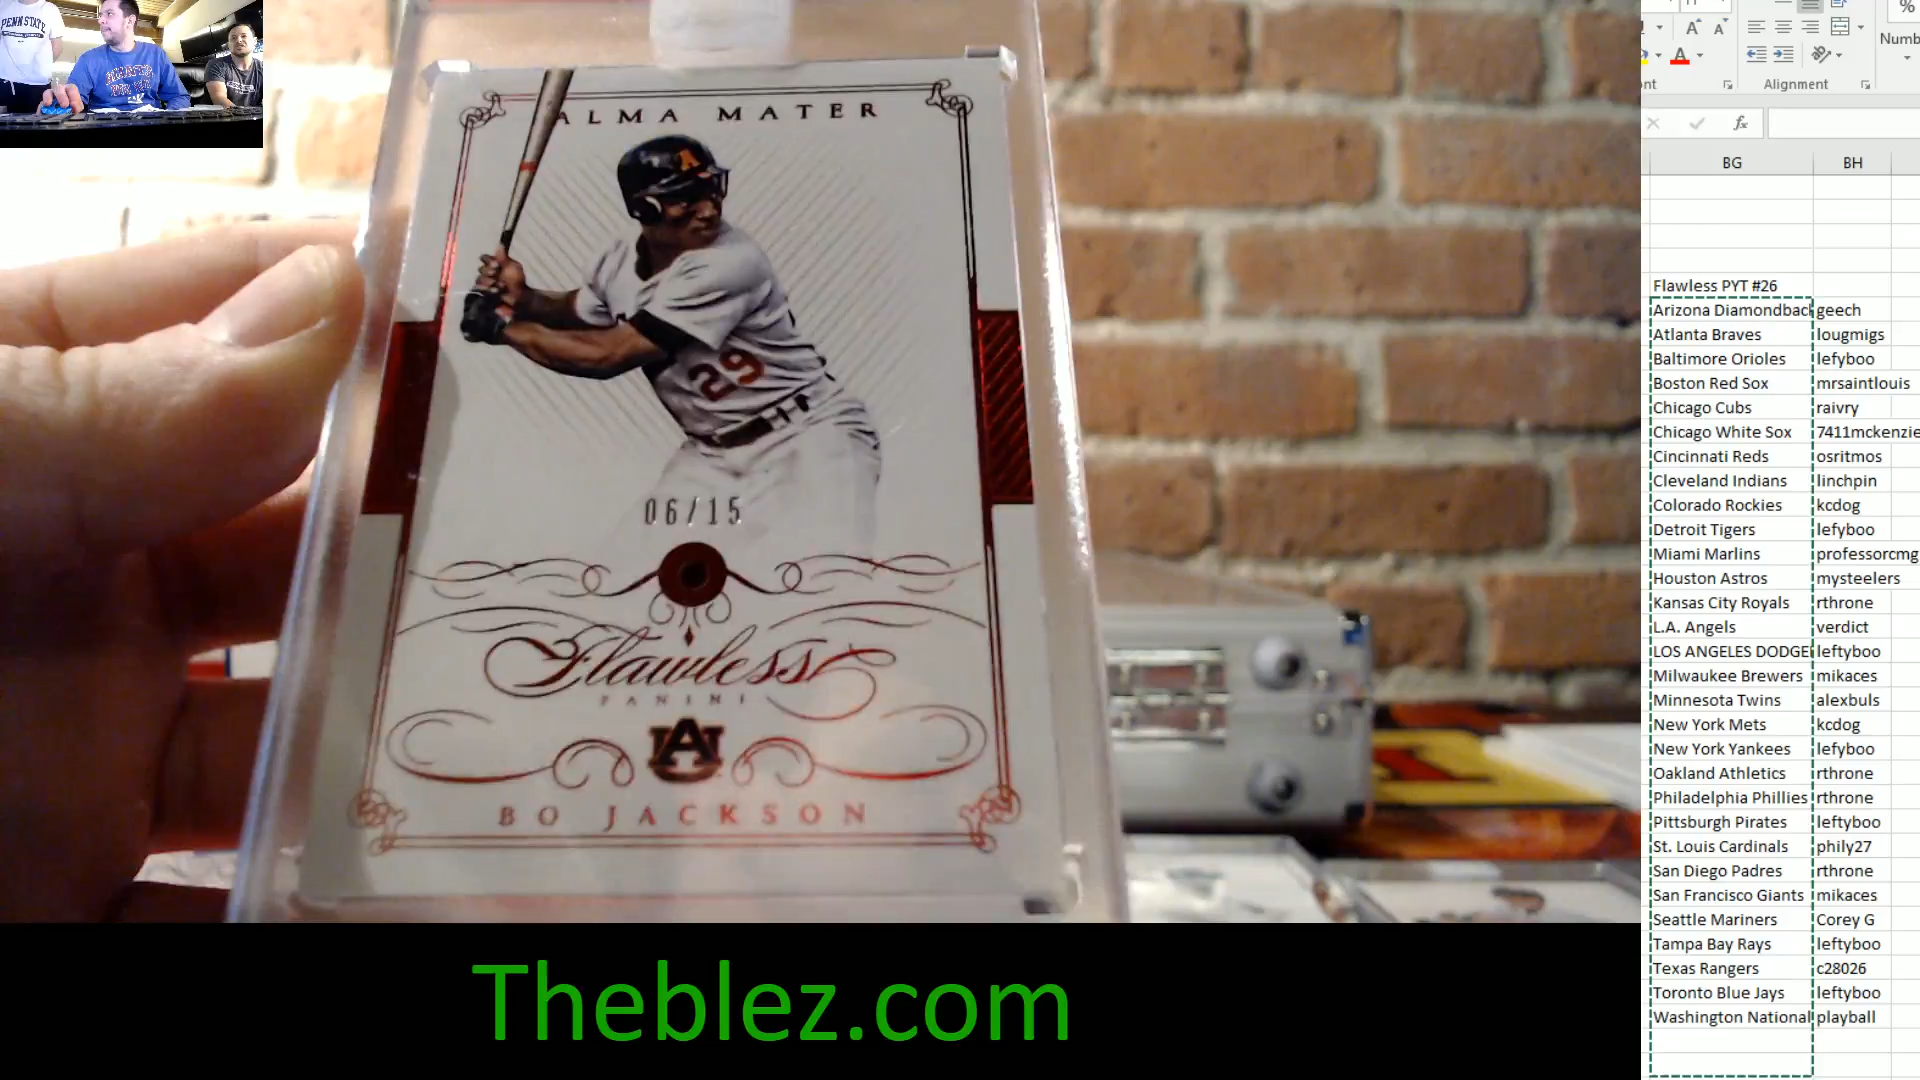 PENN STATE
ALMA MATER
A
29
06/15
Flawless
PANINI
AU
BO JACKSON
Theblez.com
%
Numb
nt
Alignment
fx
BG BH
Flawless PYT #26
Arizona Diamondback geech
Atlanta Braves lougmigs
Baltimore Orioles lefyboo
Boston Red Sox mrsaintlouis
Chicago Cubs raivry
Chicago White Sox 7411mckenzie
Cincinnati Reds osritmos
Cleveland Indians linchpin
Colorado Rockies kcdog
Detroit Tigers lefyboo
Miami Marlins professorcmg
Houston Astros mysteelers
Kansas City Royals rthrone
L.A. Angels verdict
LOS ANGELES DODGE leftyboo
Milwaukee Brewers mikaces
Minnesota Twins alexbuls
New York Mets kcdog
New York Yankees lefyboo
Oakland Athletics rthrone
Philadelphia Phillies rthrone
Pittsburgh Pirates leftyboo
St. Louis Cardinals phily27
San Diego Padres rthrone
San Francisco Giants mikaces
Seattle Mariners Corey G
Tampa Bay Rays leftyboo
Texas Rangers c28026
Toronto Blue Jays leftyboo
Washington National playball